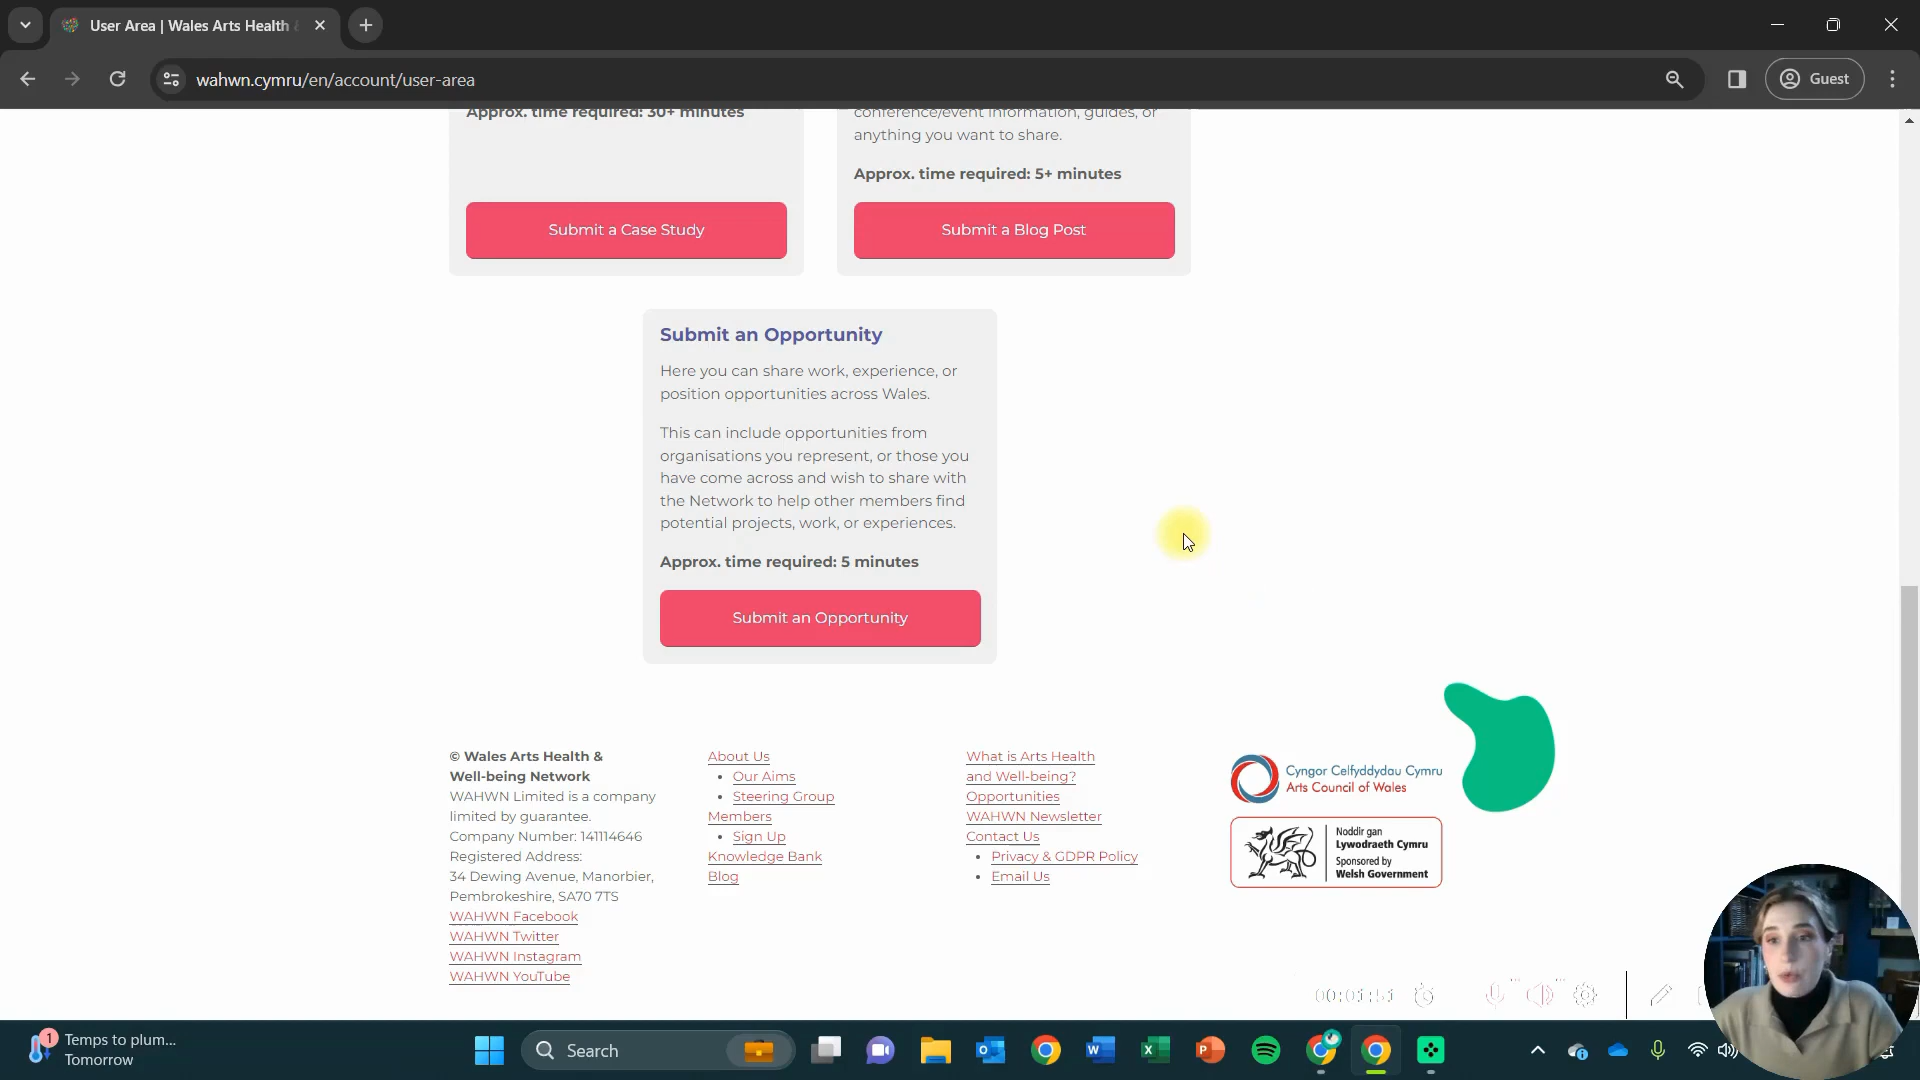 User Area | Wales Arts Health
wahwn.cymru/en/account/user-area
Guest
Approx. time required: 30+ minutes
Submit a Case Study
conference/event information, guides, or
anything you want to share.
Approx. time required: 5+ minutes
Submit a Blog Post
Submit an Opportunity
Here you can share work, experience, or
position opportunities across Wales.
This can include opportunities from
organisations you represent, or those you
have come across and wish to share with
the Network to help other members find
potential projects, work, or experiences.
Approx. time required: 5 minutes
Submit an Opportunity
© Wales Arts Health &
Well-being Network
WAHWN Limited is a company
limited by guarantee.
Company Number: 141114646
Registered Address:
34 Dewing Avenue, Manorbier,
Pembrokeshire, SA70 7TS
WAHWN Facebook
WAHWN Twitter
WAHWN Instagram
WAHWN YouTube
About Us
• Our Aims
• Steering Group
Members
• Sign Up
Knowledge Bank
Blog
What is Arts Health
and Well-being?
Opportunities
WAHWN Newsletter
Contact Us
• Privacy & GDPR Policy
• Email Us
Cyngor Celfyddydau Cymru
Arts Council of Wales
Noddir gan
Lywodraeth Cymru
Sponsored by
Welsh Government
00:01:51
1
Temps to plum...
Tomorrow
Search